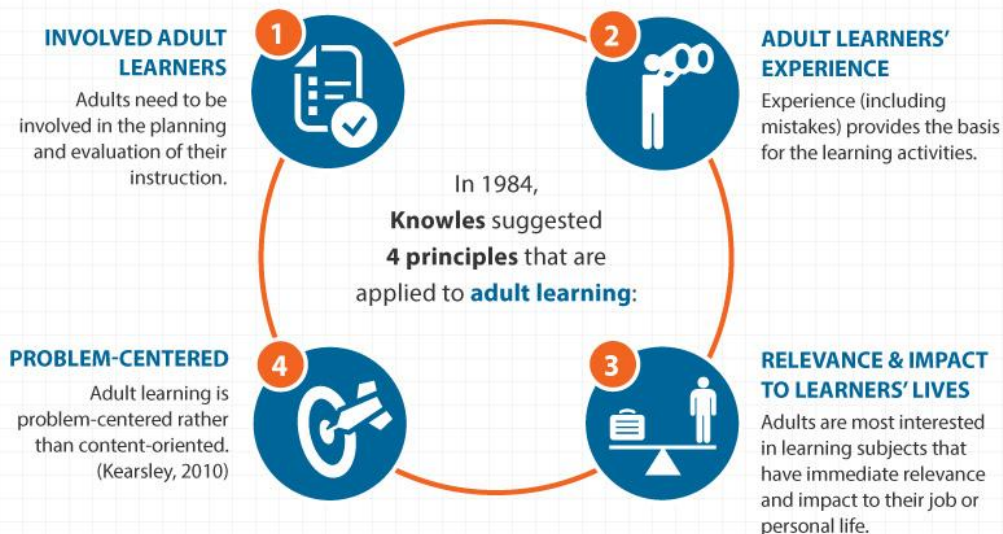 1
INVOLVED ADULT
LEARNERS
Adults need to be
involved in the planning
and evaluation of their
instruction.
2
ADULT LEARNERS’
EXPERIENCE
Experience (including
mistakes) provides the basis
for the learning activities.
In 1984,
Knowles suggested
4 principles that are
applied to adult learning:
3
RELEVANCE & IMPACT
TO LEARNERS’ LIVES
Adults are most interested
in learning subjects that
have immediate relevance
and impact to their job or
personal life.
4
PROBLEM-CENTERED
Adult learning is
problem-centered rather
than content-oriented.
(Kearsley, 2010)